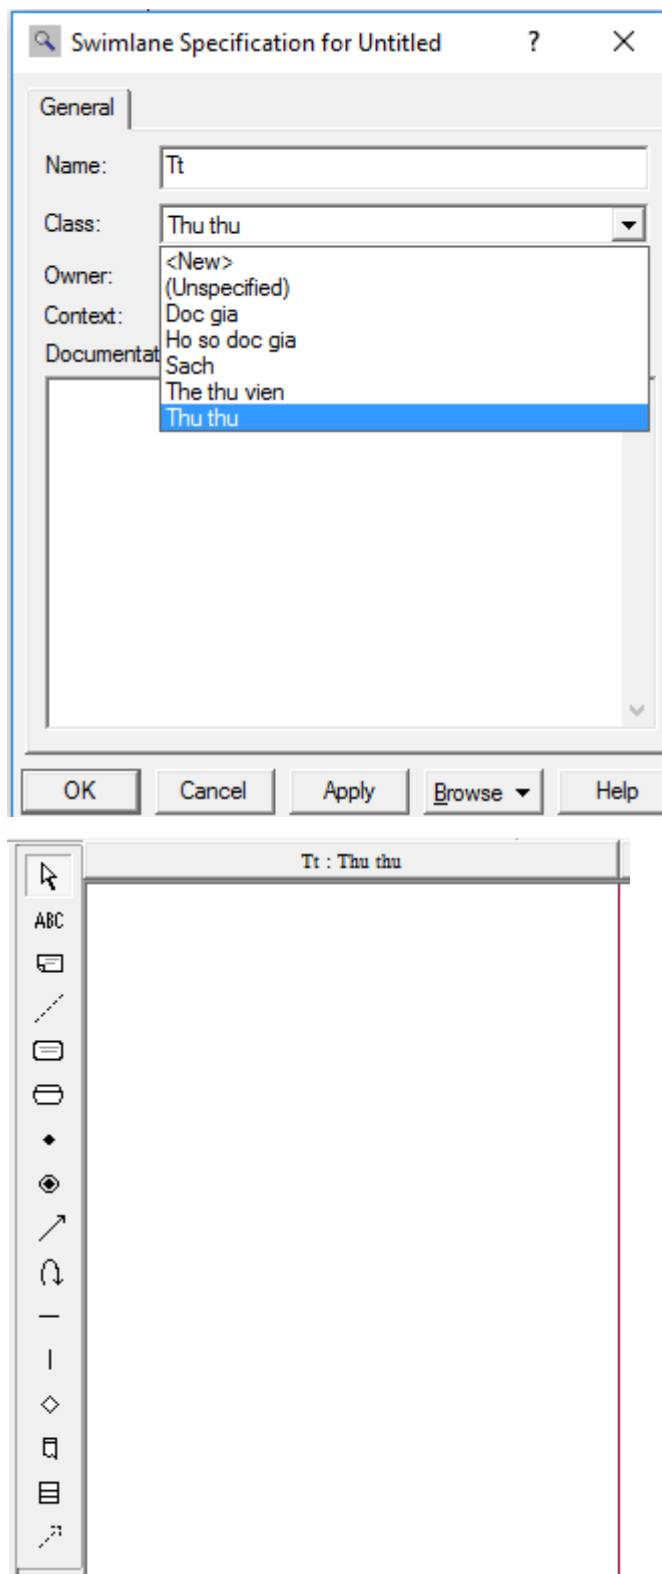 Swimlane Specification for Untitled ?
General
Name: Tt
Class: Thu thu
<New>
Owner: (Unspecified)
Context: Doc gia
Ho so doc gia
Documentat Sach
The thu vien
Thu thu
OK Cancel Apply Browse Help
Tt : Thu thu
ABC